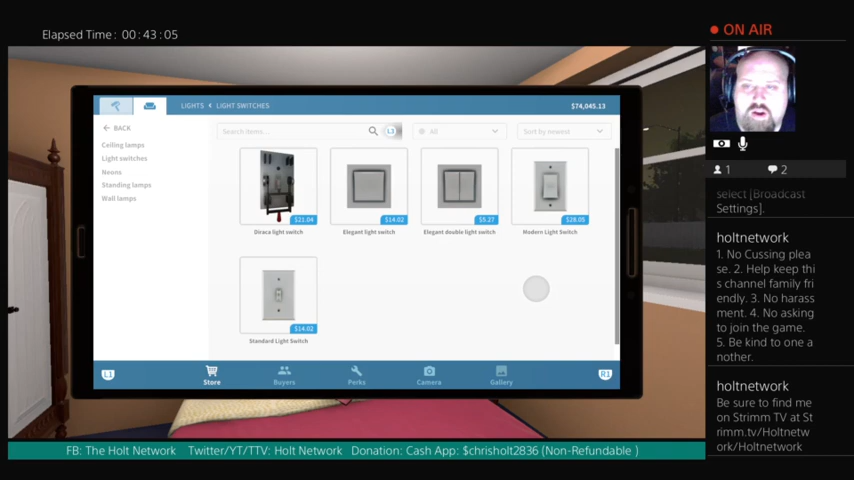 Elapsed Time: 00:43:05
ON AIR
LIGHTS < LIGHT SWITCHES
$74,045.13
← BACK
Ceiling lamps
Light switches
Neons
Standing lamps
Wall lamps
Search items...
L3
All
Sort by newest
$21.04
Diraca light switch
$14.02
Elegant light switch
$5.27
Elegant double light switch
$28.05
Modern Light Switch
$14.02
Standard Light Switch
L1
Store
Buyers
Perks
Camera
Gallery
R1
1
2
select [Broadcast
Settings].
holtnetwork
1. No Cussing plea
se. 2. Help keep thi
s channel family fri
endly. 3. No harass
ment. 4. No asking
to join the game.
5. Be kind to one a
nother.
holtnetwork
Be sure to find me
on Strimm TV at St
rimm.tv/Holtnetw
ork/Holtnetwork
FB: The Holt Network Twitter/YT/TTV: Holt Network Donation: Cash App: $chrisholt2836 (Non-Refundable )